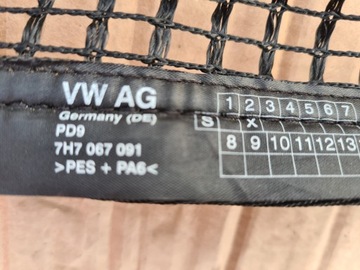 VW AG
Germany (DE)
PD9
7H7 067 091
>PES + PA6<
1 2 3 4 5 6 7
S X
8 9 10 11 12 13